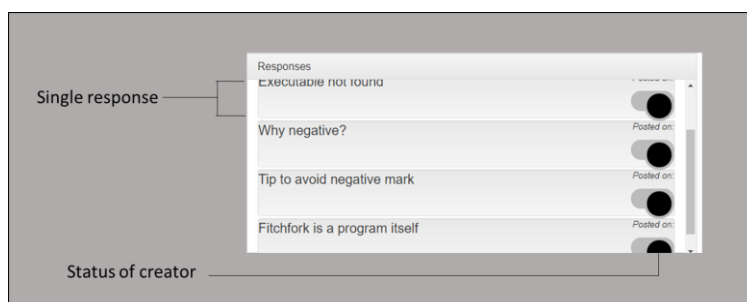 Responses
Executable not found
Posted on:
Single response
Why negative?
Posted on:
Tip to avoid negative mark
Posted on:
Fitchfork is a program itself
Posted on:
Status of creator